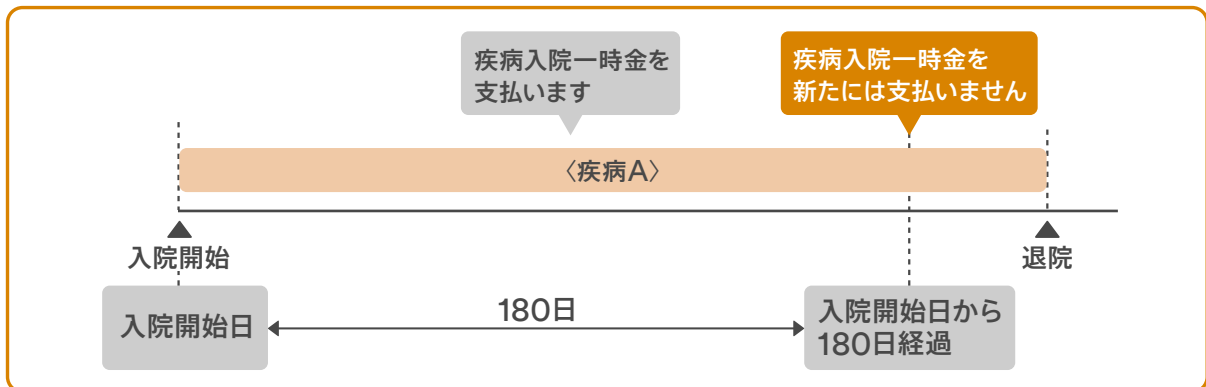 疾病入院一時金を
支払います
疾病入院一時金を
新たには支払いません
〈疾病A〉
入院開始
退院
入院開始日
180日
入院開始日から
180日経過